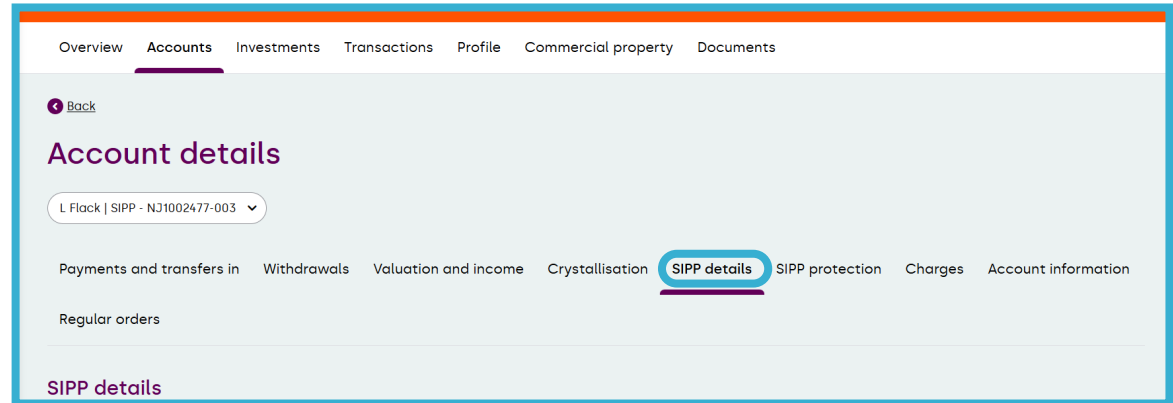 Overview Accounts Investments Transactions Profile Commercial property Documents
Back
Account details
L Flack | SIPP - NJ1002477-003
Payments and transfers in Withdrawals Valuation and income Crystallisation SIPP details SIPP protection Charges Account information
Regular orders
SIPP details